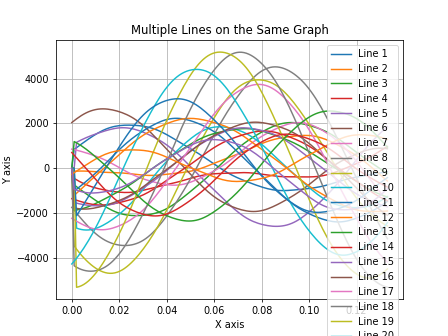 Multiple Lines on the Same Graph
Y axis
4000
2000
0
−2000
−4000
0.00
0.02
0.04
0.06
0.08
0.10
X axis
Line 1
Line 2
Line 3
Line 4
Line 5
Line 6
Line 7
Line 8
Line 9
Line 10
Line 11
Line 12
Line 13
Line 14
Line 15
Line 16
Line 17
Line 18
Line 19
Line 20